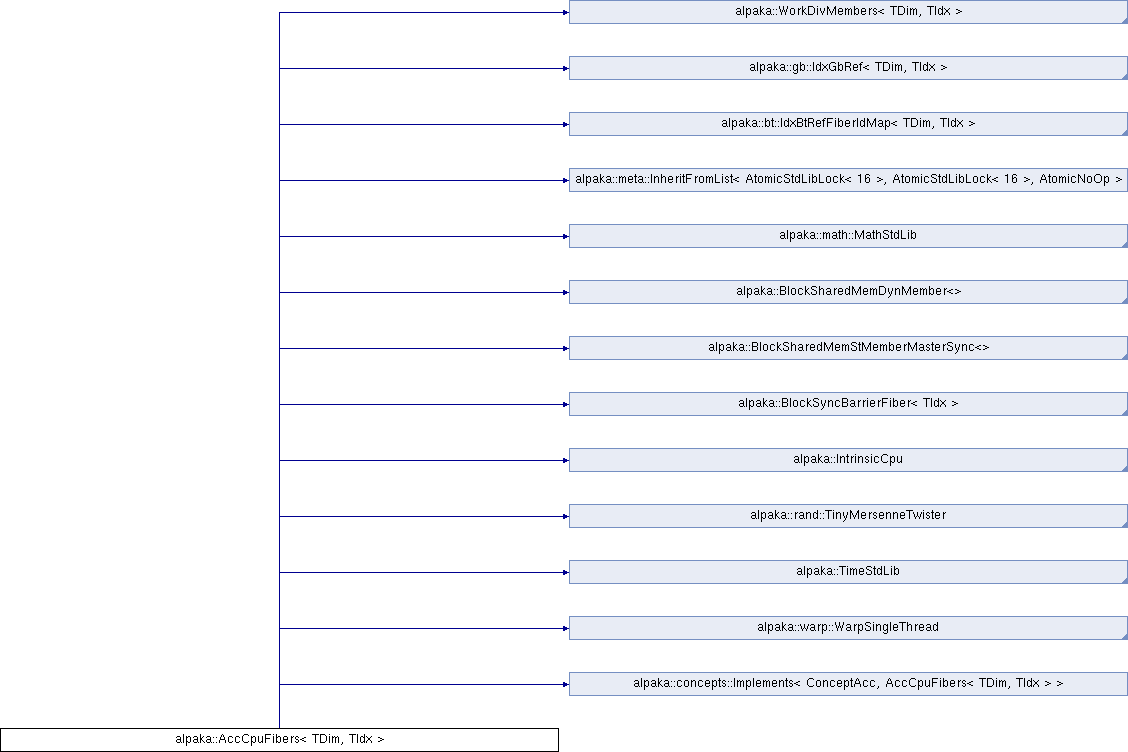 alpaka::WorkDivMembers< TDim, TIdx >
alpaka::gb::IdxGbRef< TDim, TIdx >
alpaka::bt::IdxBtRefFiberIdMap< TDim, TIdx >
alpaka::meta::InheritFromList< AtomicStdLibLock< 16 >, AtomicStdLibLock< 16 >, AtomicNoOp >
alpaka::math::MathStdLib
alpaka::BlockSharedMemDynMember<>
alpaka::BlockSharedMemStMemberMasterSync<>
alpaka::BlockSyncBarrierFiber< TIdx >
alpaka::IntrinsicCpu
alpaka::rand::TinyMersenneTwister
alpaka::TimeStdLib
alpaka::warp::WarpSingleThread
alpaka::concepts::Implements< ConceptAcc, AccCpuFibers< TDim, TIdx > >
alpaka::AccCpuFibers< TDim, TIdx >